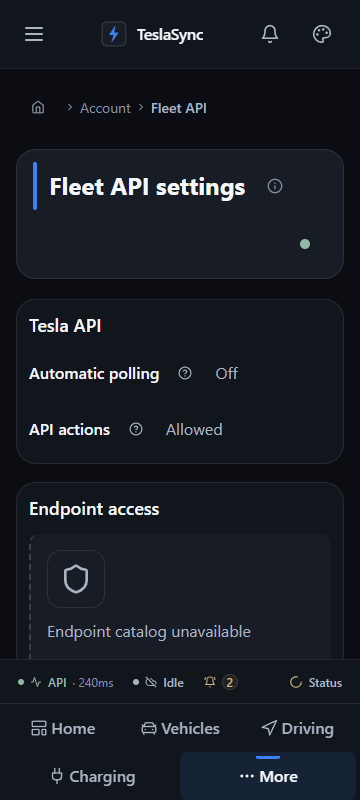 TeslaSync
Account Fleet API
Fleet API settings
Tesla API
Automatic polling Off
API actions Allowed
Endpoint access
Endpoint catalog unavailable
API · 240ms Idle 2 Status
Home Vehicles Driving
Charging More